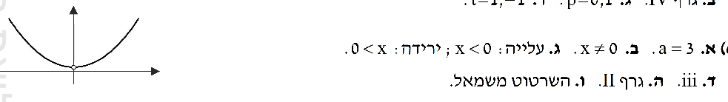 ב. גרף IV. ג. p=0,1. ד. t=1,-1.
א. a = 3. ב. x ≠ 0. ג. עלייה: x < 0 ; ירידה: 0 < x.
ד. iii. ה. גרף II. ו. השרטוט משמאל.